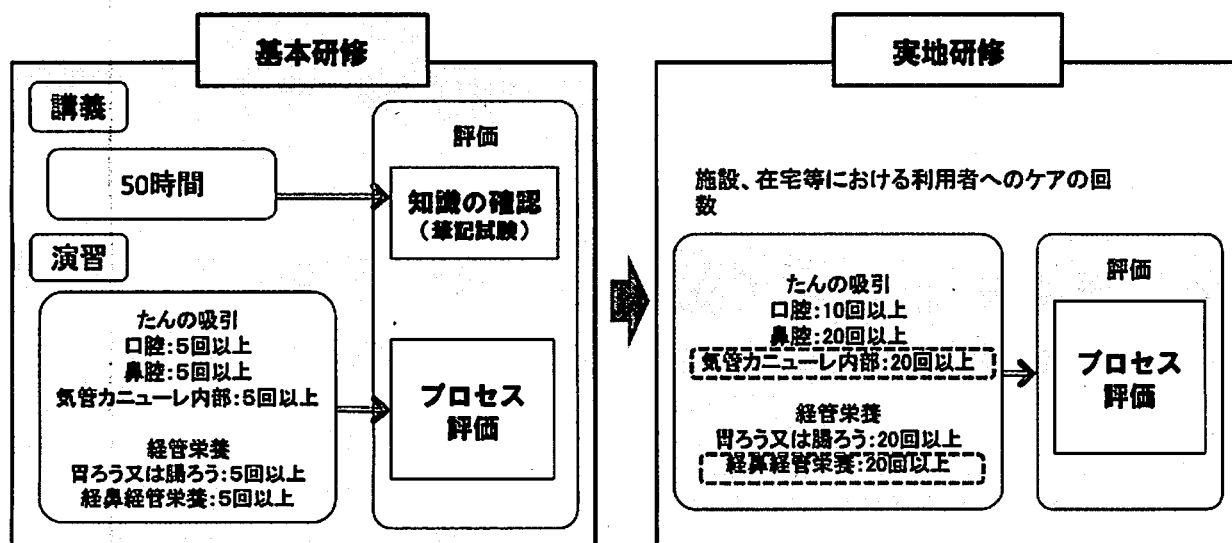 基本研修
講義
50時間
演習
たんの吸引
口腔:5回以上
鼻腔:5回以上
気管カニューレ内部:5回以上
経管栄養
胃ろう又は腸ろう:5回以上
経鼻経管栄養:5回以上
評価
知識の確認
(筆記試験)
プロセス
評価
実地研修
施設、在宅等における利用者へのケアの回
数
たんの吸引
口腔:10回以上
鼻腔:20回以上
気管カニューレ内部:20回以上
経管栄養
胃ろう又は腸ろう:20回以上
経鼻経管栄養:20回以上
評価
プロセス
評価